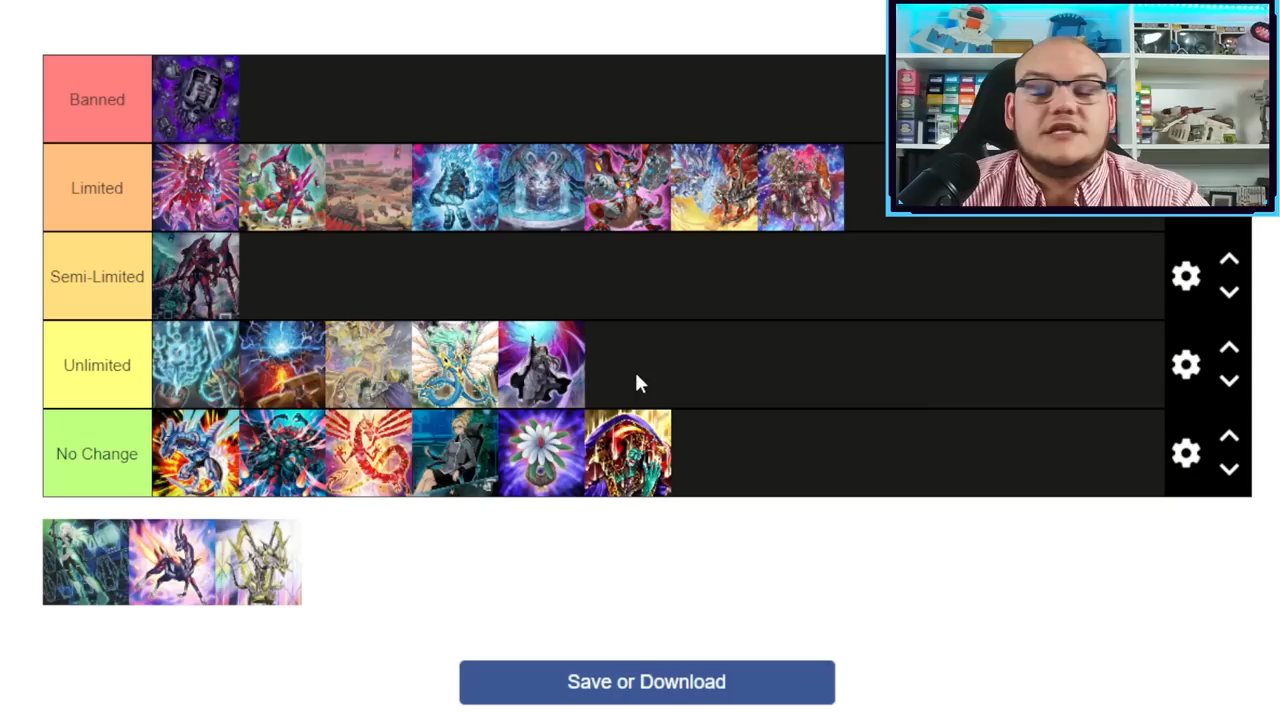 Banned
Limited
Semi-Limited
Unlimited
No Change
Save or Download